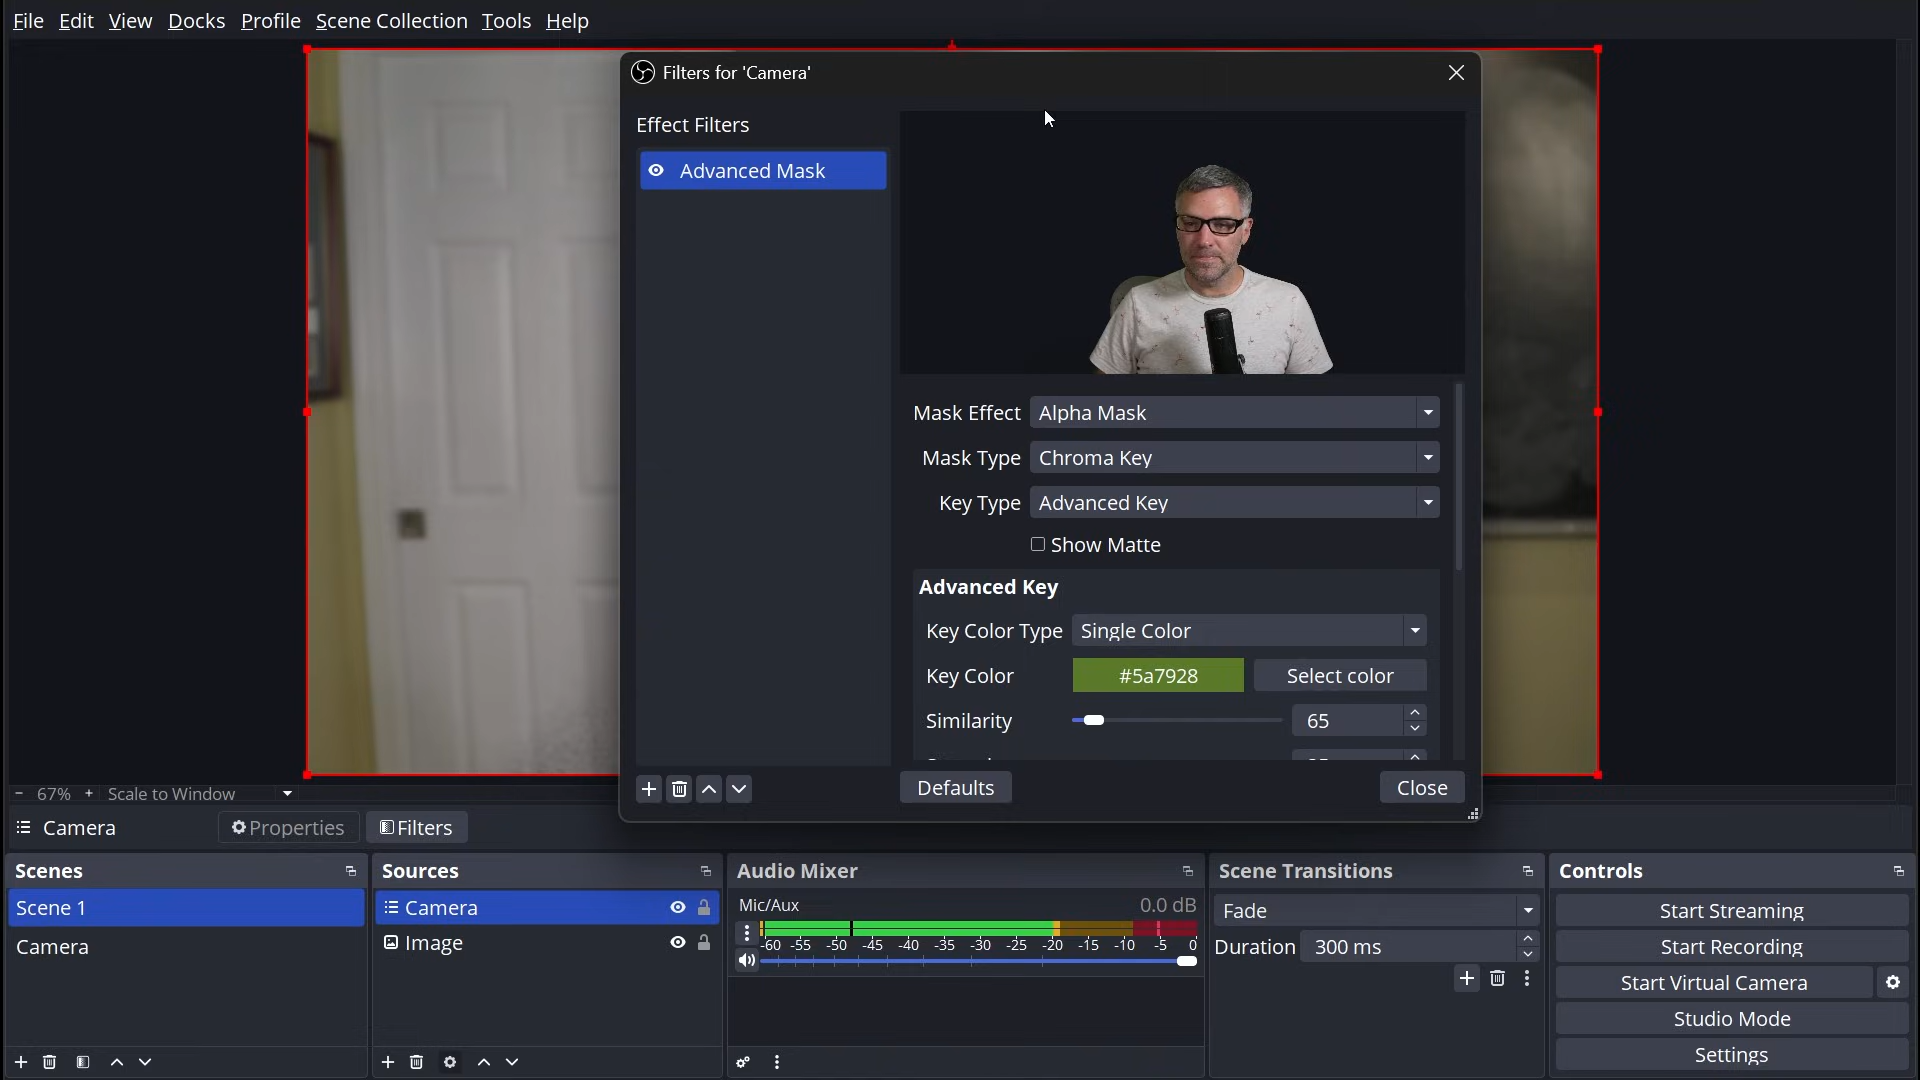 File Edit View Docks Profile Scene Collection Tools Help
Filters for 'Camera'
Effect Filters
Advanced Mask
Mask Effect Alpha Mask
Mask Type Chroma Key
Key Type Advanced Key
Show Matte
Advanced Key
Key Color Type Single Color
Key Color #5a7928 Select color
Similarity 65
Defaults Close
- 67% + Scale to Window
Camera Properties Filters
Scenes
Scene 1
Camera
Sources
Camera
Image
Audio Mixer
Mic/Aux 0.0 dB
-60 -55 -50 -45 -40 -35 -30 -25 -20 -15 -10 -5 0
Scene Transitions
Fade
Duration 300 ms
Controls
Start Streaming
Start Recording
Start Virtual Camera
Studio Mode
Settings